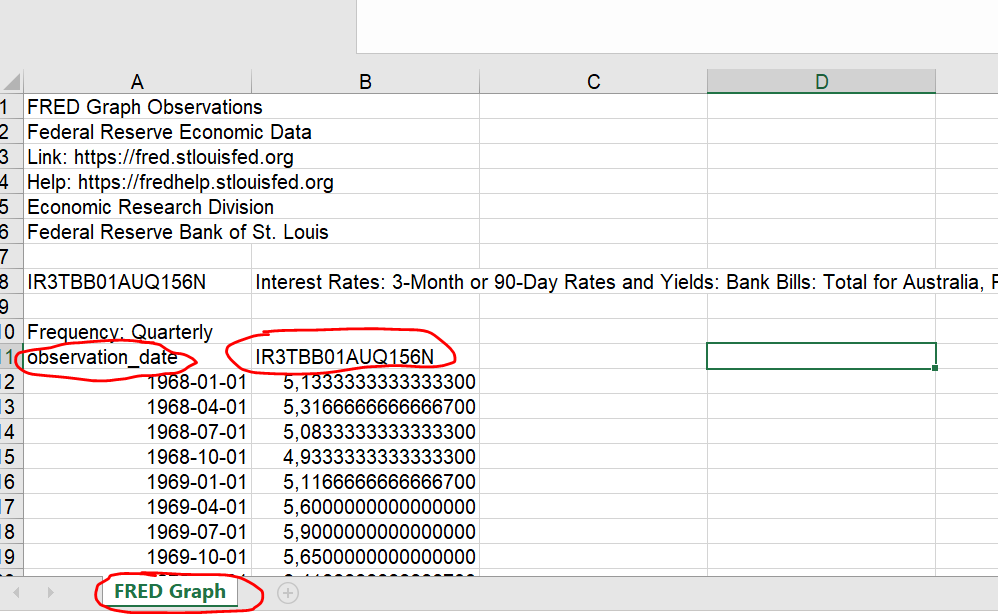 A B C D
1 FRED Graph Observations
2 Federal Reserve Economic Data
3 Link: https://fred.stlouisfed.org
4 Help: https://fredhelp.stlouisfed.org
5 Economic Research Division
6 Federal Reserve Bank of St. Louis
7
8 IR3TBB01AUQ156N Interest Rates: 3-Month or 90-Day Rates and Yields: Bank Bills: Total for Australia,
9
10 Frequency: Quarterly
11 observation_date IR3TBB01AUQ156N
12 1968-01-01 5,1333333333333300
13 1968-04-01 5,3166666666666700
14 1968-07-01 5,0833333333333300
15 1968-10-01 4,9333333333333300
16 1969-01-01 5,1166666666666700
17 1969-04-01 5,6000000000000000
18 1969-07-01 5,9000000000000000
19 1969-10-01 5,6500000000000000
FRED Graph